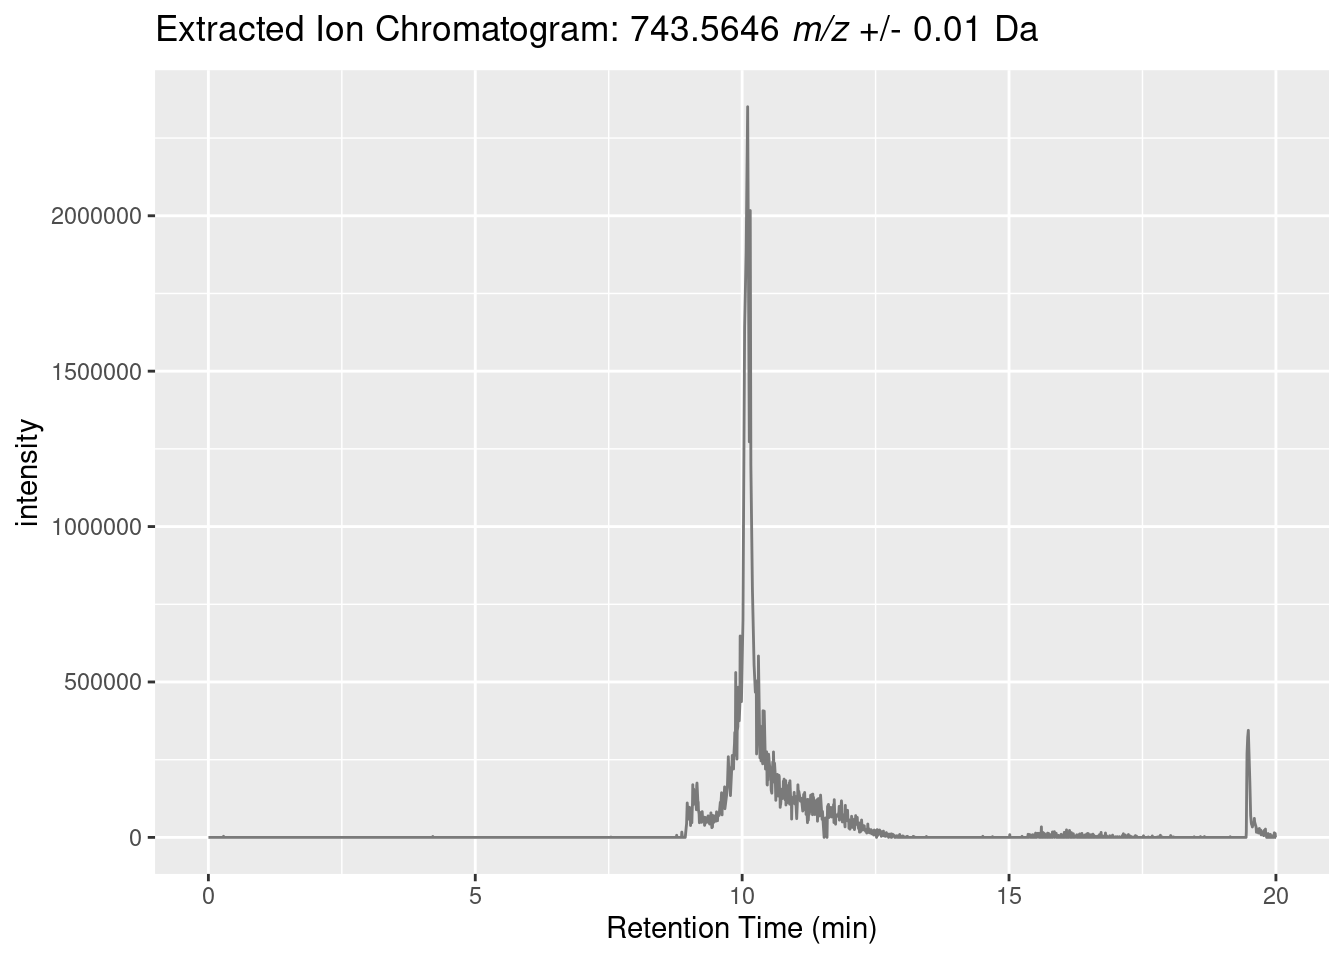 Extracted Ion Chromatogram: 743.5646 m/z +/- 0.01 Da
intensity
2000000
1500000
1000000
500000
0
0 5 10 15 20
Retention Time (min)